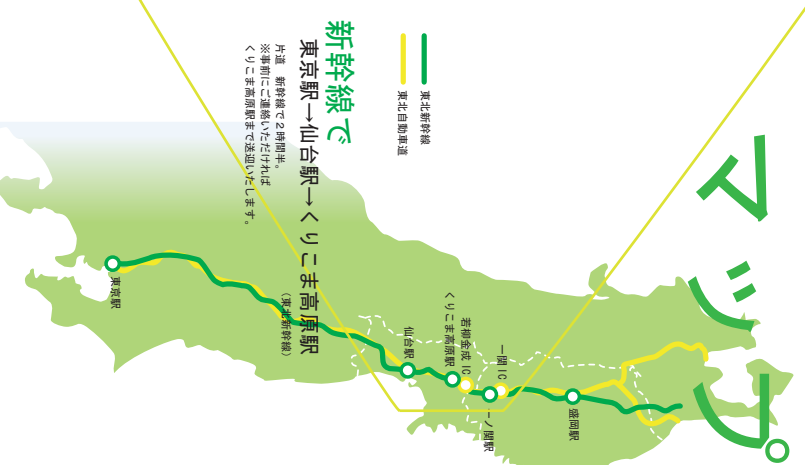 マップ
東北新幹線
東北自動車道
新幹線で
東京駅→仙台駅→くりこま高原駅
(東北新幹線)
片道 新幹線で2時間半。
※事前にご連絡いただければ
くりこま高原駅まで送迎いたします。
東京駅
仙台駅
くりこま高原駅
若柳金成IC
一関IC
一ノ関駅
盛岡駅